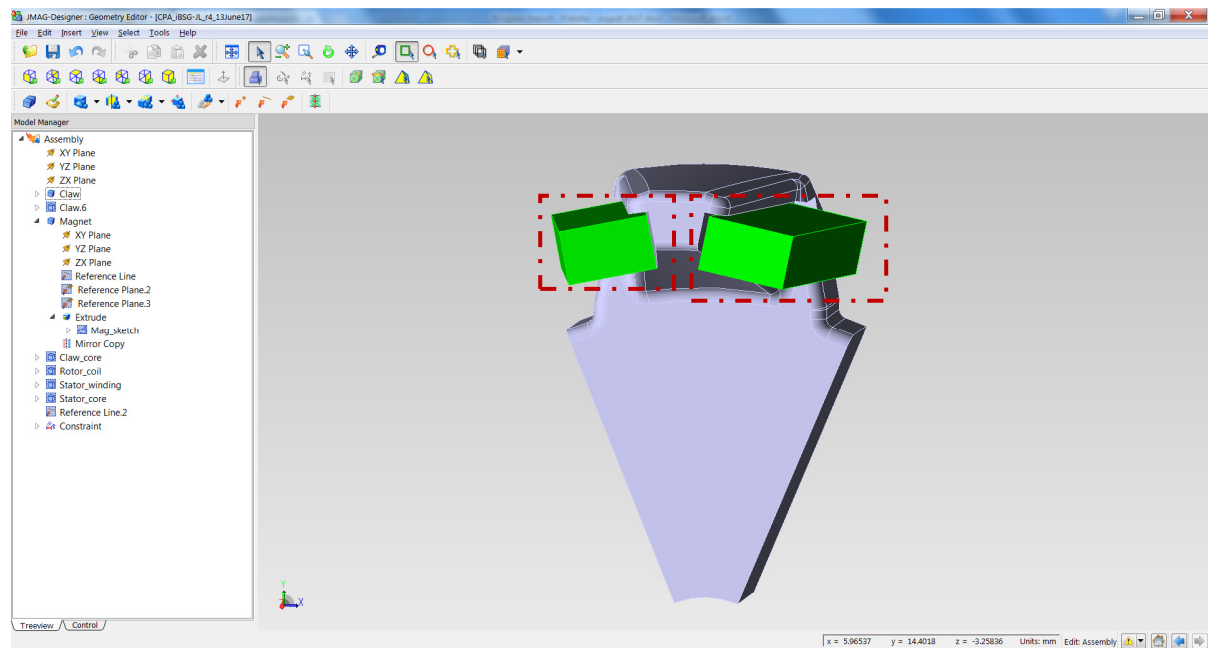 JMAG-Designer : Geometry Editor - [CPA_iBSG-JL_r4_13June17]
File Edit Insert View Select Tools Help
Model Manager
Assembly
XY Plane
YZ Plane
ZX Plane
Claw
Claw.6
Magnet
XY Plane
YZ Plane
ZX Plane
Reference Line
Reference Plane.2
Reference Plane.3
Extrude
Mag_sketch
Mirror Copy
Claw_core
Rotor_coil
Stator_winding
Stator_core
Reference Line.2
Constraint
Y
X
Treeview Control
x = 5.96537 y = 14.4018 z = -3.25836 Units: mm Edit: Assembly